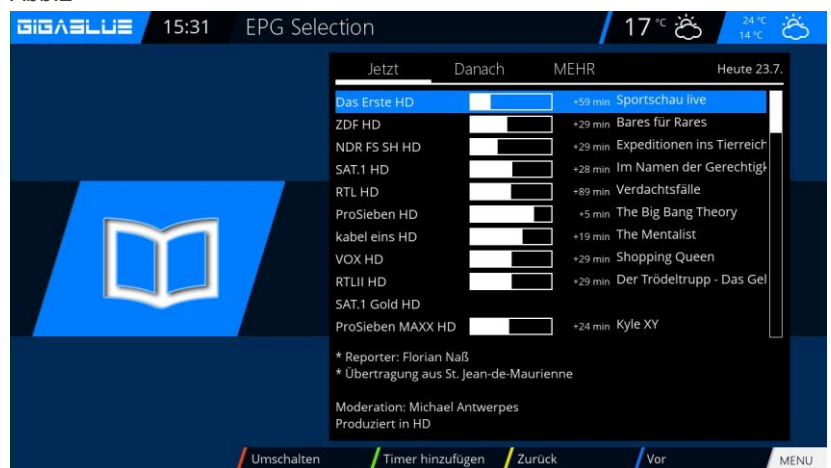 GIGABLUE 15:31 EPG Selection 17 °C 24 °C
14 °C
Jetzt Danach MEHR Heute 23.7.
Das Erste HD +59 min Sportschau live
ZDF HD +29 min Bares für Rares
NDR FS SH HD +29 min Expeditionen ins Tierreich
SAT.1 HD +28 min Im Namen der Gerechtigk
RTL HD +89 min Verdachtsfälle
ProSieben HD +5 min The Big Bang Theory
kabel eins HD +19 min The Mentalist
VOX HD +29 min Shopping Queen
RTLII HD +29 min Der Trödeltrupp - Das Gel
SAT.1 Gold HD
ProSieben MAXX HD +24 min Kyle XY
* Reporter: Florian Naß
* Übertragung aus St. Jean-de-Maurienne
Moderation: Michael Antwerpes
Produziert in HD
Umschalten Timer hinzufügen Zurück Vor MENU